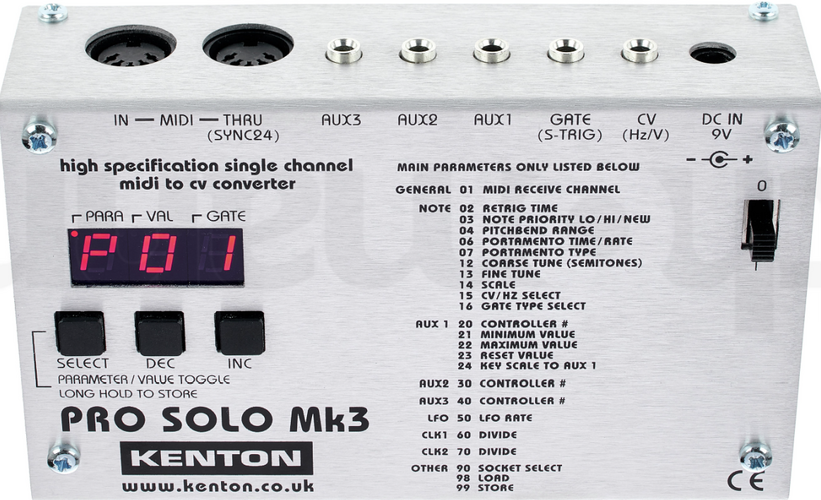 IN — MIDI — THRU
(SYNC24)
AUX3
AUX2
AUX1
GATE
(S-TRIG)
CV
(Hz/V)
DC IN
9V
- +
high specification single channel
midi to cv converter
PARA VAL GATE
P01
SELECT DEC INC
PARAMETER / VALUE TOGGLE
LONG HOLD TO STORE
PRO SOLO Mk3
KENTON
www.kenton.co.uk
MAIN PARAMETERS ONLY LISTED BELOW
GENERAL 01 MIDI RECEIVE CHANNEL
NOTE 02 RETRIG TIME
03 NOTE PRIORITY LO/HI/NEW
04 PITCHBEND RANGE
06 PORTAMENTO TIME/RATE
07 PORTAMENTO TYPE
12 COARSE TUNE (SEMITONES)
13 FINE TUNE
14 SCALE
15 CV/HZ SELECT
16 GATE TYPE SELECT
AUX 1 20 CONTROLLER #
21 MINIMUM VALUE
22 MAXIMUM VALUE
23 RESET VALUE
24 KEY SCALE TO AUX 1
AUX2 30 CONTROLLER #
AUX3 40 CONTROLLER #
LFO 50 LFO RATE
CLK1 60 DIVIDE
CLK2 70 DIVIDE
OTHER 90 SOCKET SELECT
98 LOAD
99 STORE
O
I
CE